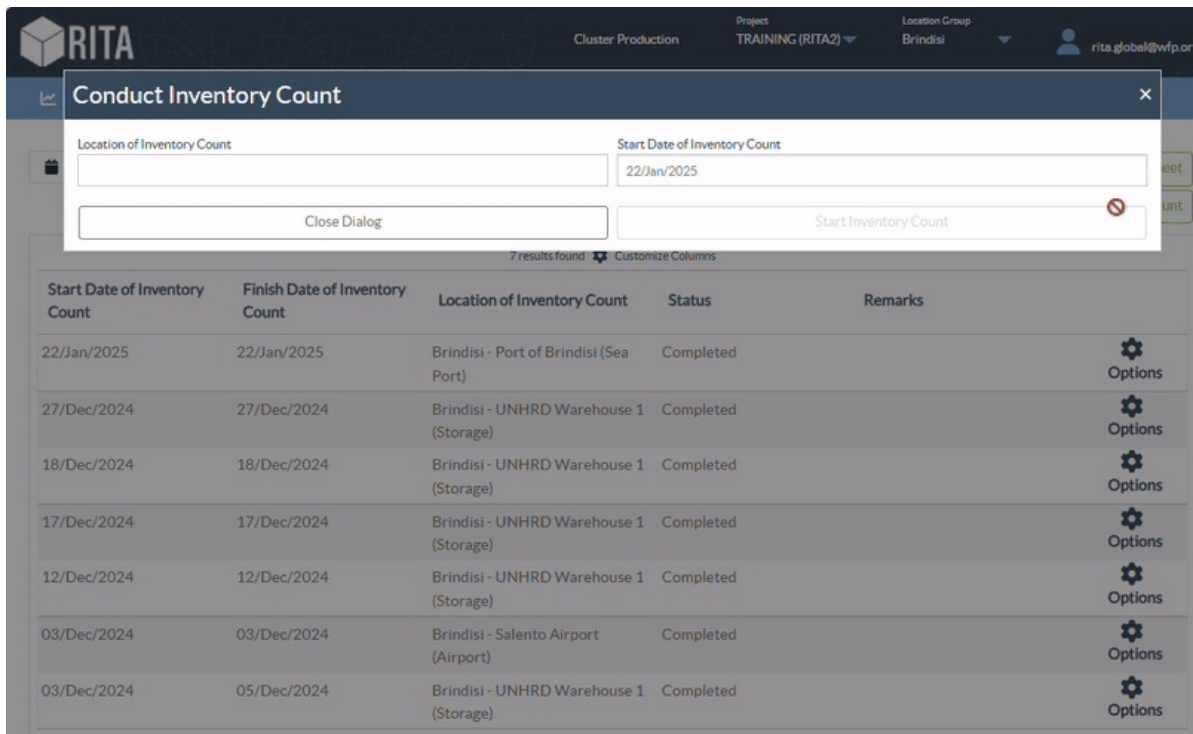 RITA
Cluster Production
Project
TRAINING (RITA2)
Location Group
Brindisi
rita.global@wfp.or
Conduct Inventory Count
×
Location of Inventory Count
Start Date of Inventory Count
22/Jan/2025
eet
Close Dialog
Start Inventory Count
unt
7 results found Customize Columns
Start Date of Inventory Count
Finish Date of Inventory Count
Location of Inventory Count
Status
Remarks
22/Jan/2025 22/Jan/2025 Brindisi - Port of Brindisi (Sea Port) Completed Options
27/Dec/2024 27/Dec/2024 Brindisi - UNHRD Warehouse 1 (Storage) Completed Options
18/Dec/2024 18/Dec/2024 Brindisi - UNHRD Warehouse 1 (Storage) Completed Options
17/Dec/2024 17/Dec/2024 Brindisi - UNHRD Warehouse 1 (Storage) Completed Options
12/Dec/2024 12/Dec/2024 Brindisi - UNHRD Warehouse 1 (Storage) Completed Options
03/Dec/2024 03/Dec/2024 Brindisi - Salento Airport (Airport) Completed Options
03/Dec/2024 05/Dec/2024 Brindisi - UNHRD Warehouse 1 (Storage) Completed Options